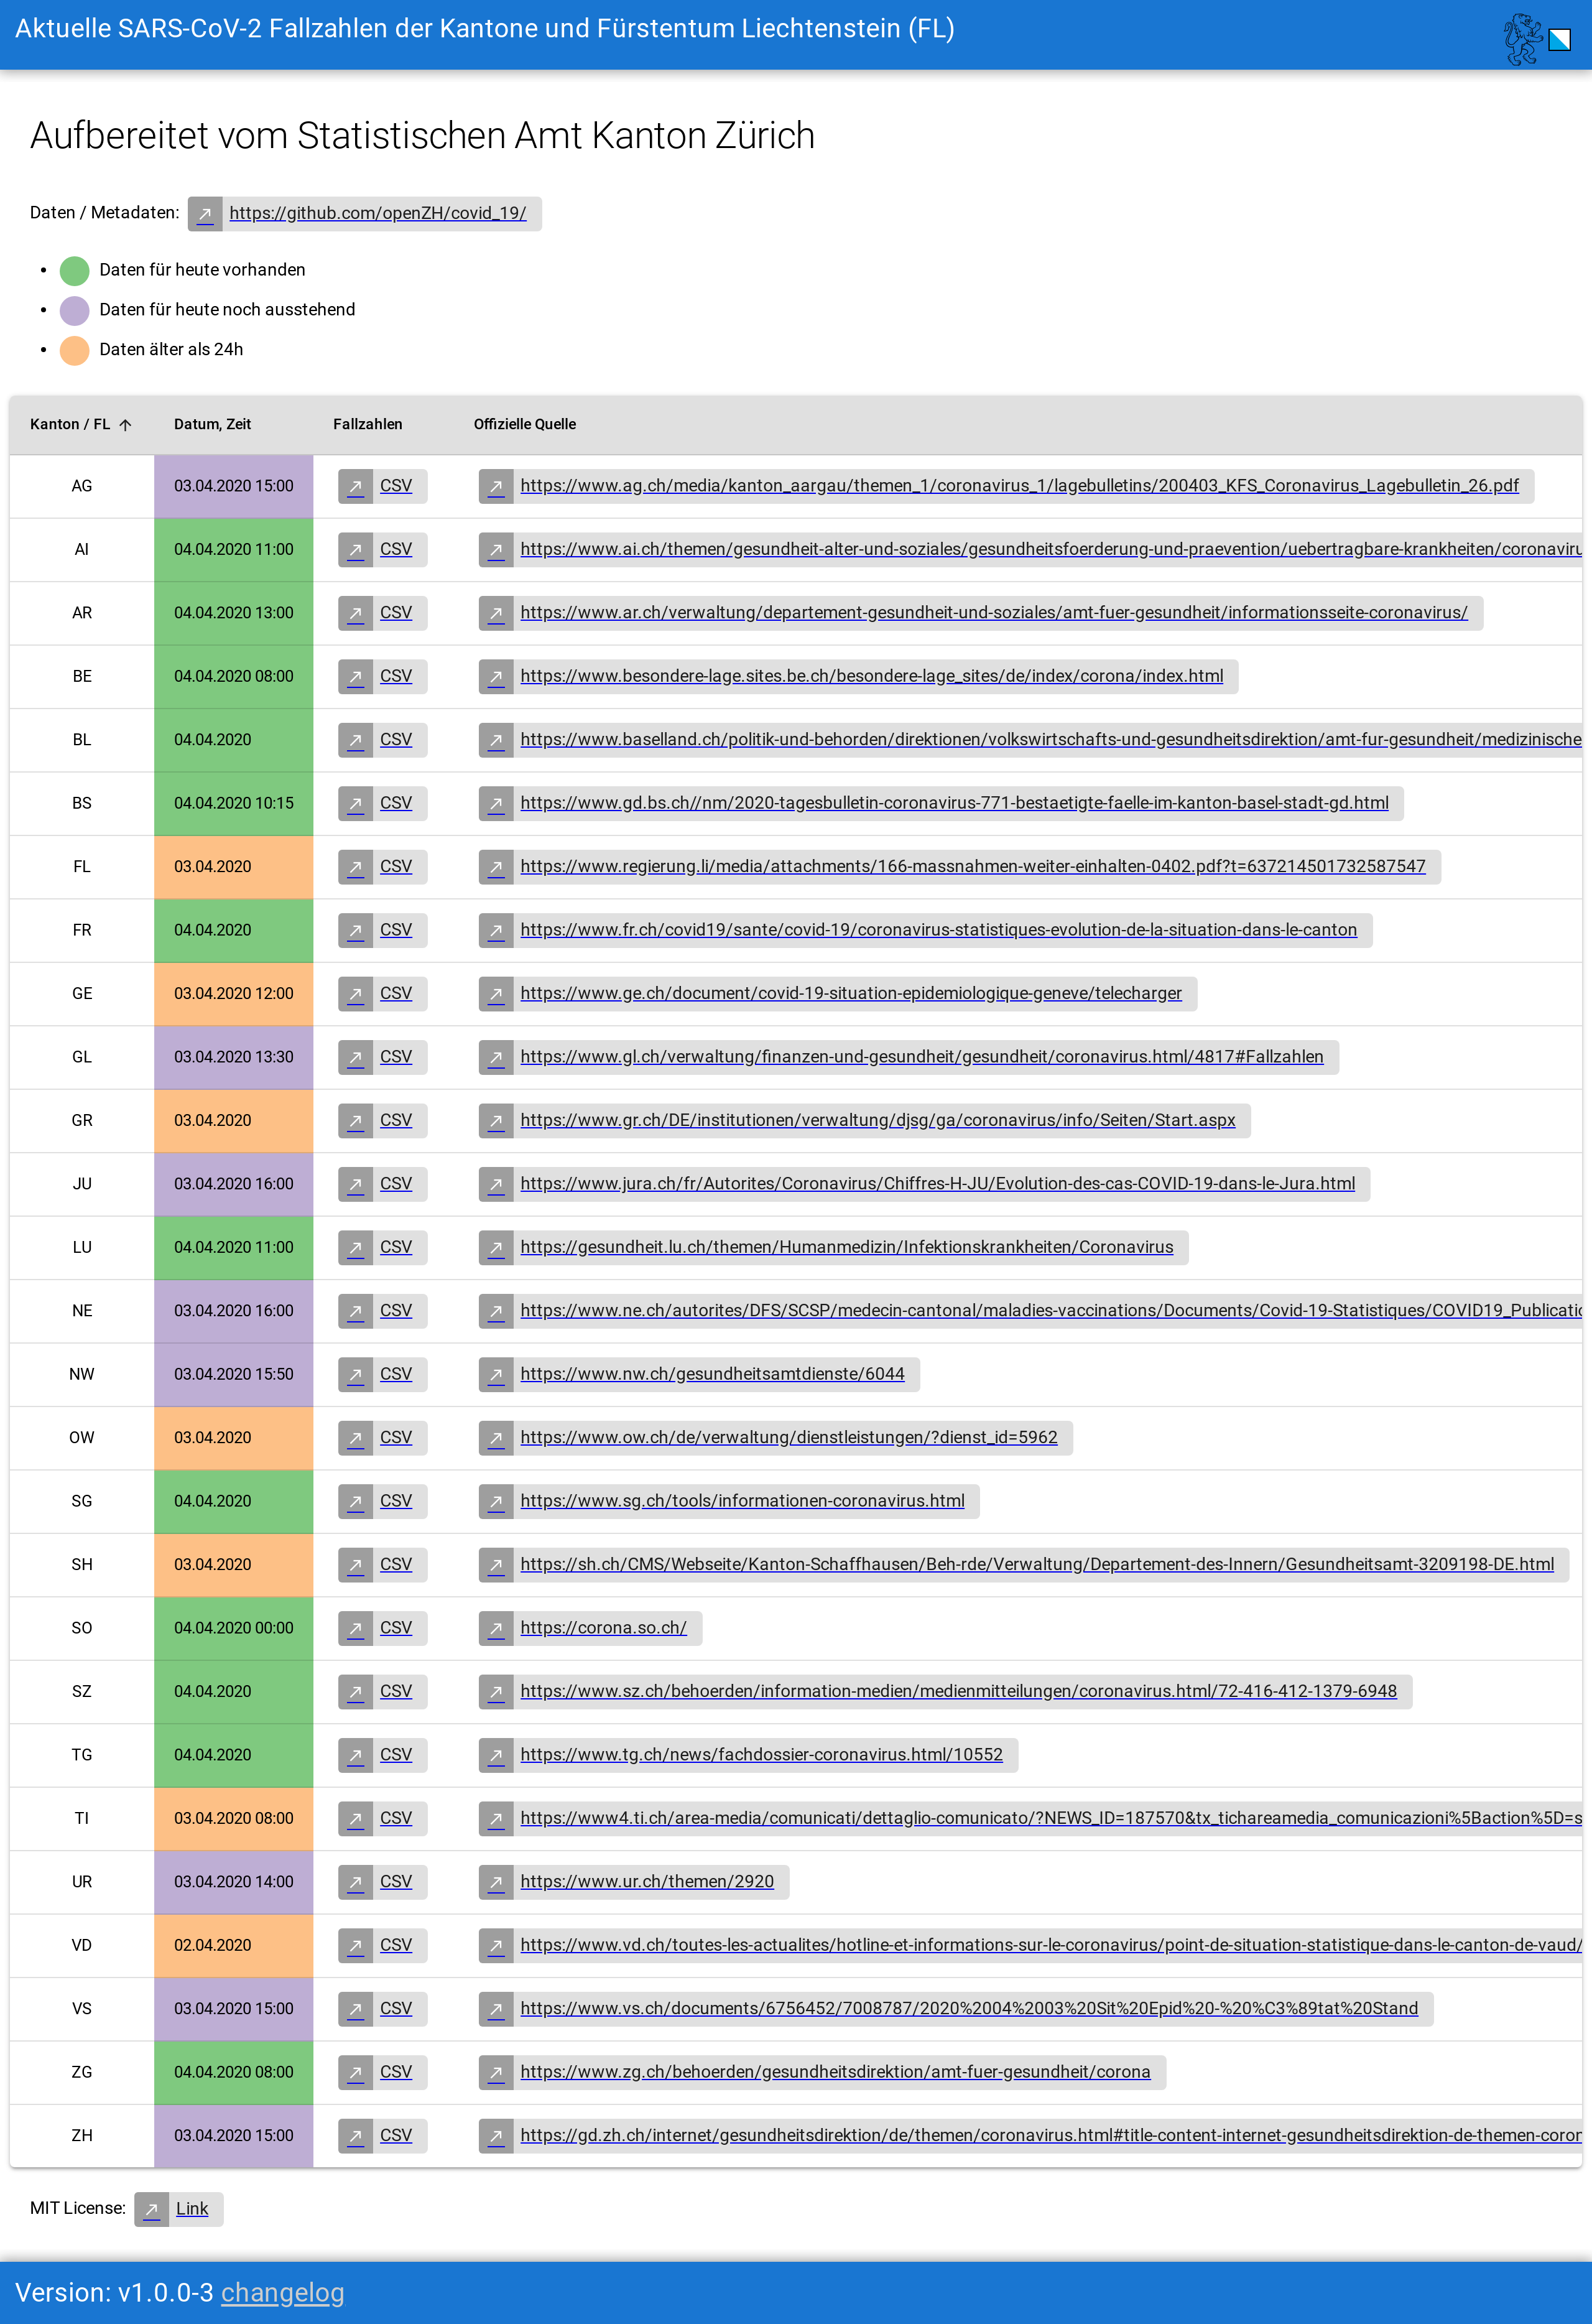 Aktuelle SARS-CoV-2 Fallzahlen der Kantone und Fürstentum Liechtenstein (FL)
Aufbereitet vom Statistischen Amt Kanton Zürich
Daten / Metadaten: https://github.com/openZH/covid_19/
Daten für heute vorhanden
Daten für heute noch ausstehend
Daten älter als 24h
Kanton / FL Datum, Zeit Fallzahlen Offizielle Quelle
AG 03.04.2020 15:00 CSV https://www.ag.ch/media/kanton_aargau/themen_1/coronavirus_1/lagebulletins/200403_KFS_Coronavirus_Lagebulletin_26.pdf
AI 04.04.2020 11:00 CSV https://www.ai.ch/themen/gesundheit-alter-und-soziales/gesundheitsfoerderung-und-praevention/uebertragbare-krankheiten/coronaviru
AR 04.04.2020 13:00 CSV https://www.ar.ch/verwaltung/departement-gesundheit-und-soziales/amt-fuer-gesundheit/informationsseite-coronavirus/
BE 04.04.2020 08:00 CSV https://www.besondere-lage.sites.be.ch/besondere-lage_sites/de/index/corona/index.html
BL 04.04.2020 CSV https://www.baselland.ch/politik-und-behorden/direktionen/volkswirtschafts-und-gesundheitsdirektion/amt-fur-gesundheit/medizinische
BS 04.04.2020 10:15 CSV https://www.gd.bs.ch//nm/2020-tagesbulletin-coronavirus-771-bestaetigte-faelle-im-kanton-basel-stadt-gd.html
FL 03.04.2020 CSV https://www.regierung.li/media/attachments/166-massnahmen-weiter-einhalten-0402.pdf?t=637214501732587547
FR 04.04.2020 CSV https://www.fr.ch/covid19/sante/covid-19/coronavirus-statistiques-evolution-de-la-situation-dans-le-canton
GE 03.04.2020 12:00 CSV https://www.ge.ch/document/covid-19-situation-epidemiologique-geneve/telecharger
GL 03.04.2020 13:30 CSV https://www.gl.ch/verwaltung/finanzen-und-gesundheit/gesundheit/coronavirus.html/4817#Fallzahlen
GR 03.04.2020 CSV https://www.gr.ch/DE/institutionen/verwaltung/djsg/ga/coronavirus/info/Seiten/Start.aspx
JU 03.04.2020 16:00 CSV https://www.jura.ch/fr/Autorites/Coronavirus/Chiffres-H-JU/Evolution-des-cas-COVID-19-dans-le-Jura.html
LU 04.04.2020 11:00 CSV https://gesundheit.lu.ch/themen/Humanmedizin/Infektionskrankheiten/Coronavirus
NE 03.04.2020 16:00 CSV https://www.ne.ch/autorites/DFS/SCSP/medecin-cantonal/maladies-vaccinations/Documents/Covid-19-Statistiques/COVID19_Publicatio
NW 03.04.2020 15:50 CSV https://www.nw.ch/gesundheitsamtdienste/6044
OW 03.04.2020 CSV https://www.ow.ch/de/verwaltung/dienstleistungen/?dienst_id=5962
SG 04.04.2020 CSV https://www.sg.ch/tools/informationen-coronavirus.html
SH 03.04.2020 CSV https://sh.ch/CMS/Webseite/Kanton-Schaffhausen/Beh-rde/Verwaltung/Departement-des-Innern/Gesundheitsamt-3209198-DE.html
SO 04.04.2020 00:00 CSV https://corona.so.ch/
SZ 04.04.2020 CSV https://www.sz.ch/behoerden/information-medien/medienmitteilungen/coronavirus.html/72-416-412-1379-6948
TG 04.04.2020 CSV https://www.tg.ch/news/fachdossier-coronavirus.html/10552
TI 03.04.2020 08:00 CSV https://www4.ti.ch/area-media/comunicati/dettaglio-comunicato/?NEWS_ID=187570&tx_tichareamedia_comunicazioni%5Baction%5D=s
UR 03.04.2020 14:00 CSV https://www.ur.ch/themen/2920
VD 02.04.2020 CSV https://www.vd.ch/toutes-les-actualites/hotline-et-informations-sur-le-coronavirus/point-de-situation-statistique-dans-le-canton-de-vaud/
VS 03.04.2020 15:00 CSV https://www.vs.ch/documents/6756452/7008787/2020%2004%2003%20Sit%20Epid%20-%20%C3%89tat%20Stand
ZG 04.04.2020 08:00 CSV https://www.zg.ch/behoerden/gesundheitsdirektion/amt-fuer-gesundheit/corona
ZH 03.04.2020 15:00 CSV https://gd.zh.ch/internet/gesundheitsdirektion/de/themen/coronavirus.html#title-content-internet-gesundheitsdirektion-de-themen-coron
MIT License: Link
Version: v1.0.0-3 changelog